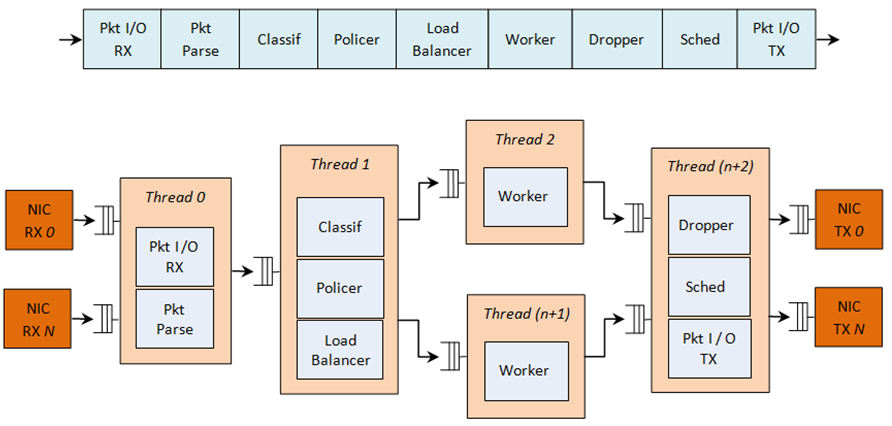 Pkt I/O
RX
Pkt
Parse
Classif
Policer
Load
Balancer
Worker
Dropper
Sched
Pkt I/O
TX
NIC
RX 0
NIC
RX N
Thread 0
Pkt I /O
RX
Pkt
Parse
Thread 1
Classif
Policer
Load
Balancer
Thread 2
Worker
Thread (n+1)
Worker
Thread (n+2)
Dropper
Sched
Pkt I / O
TX
NIC
TX 0
NIC
TX N